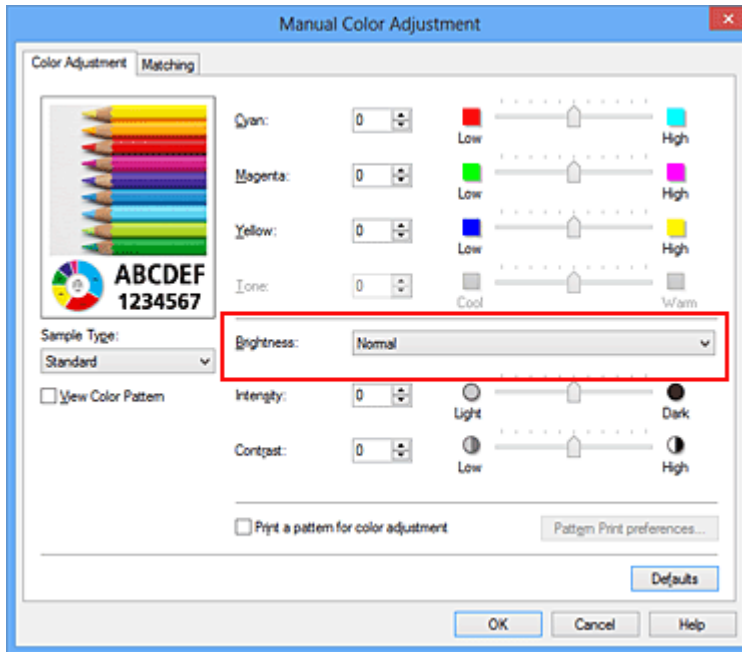 Manual Color Adjustment
Color Adjustment
Matching
ABCDEF
1234567
Sample Type:
Standard
View Color Pattern
Cyan:
0
Low
High
Magenta:
0
Low
High
Yellow:
0
Low
High
Tone:
0
Cool
Warm
Brightness:
Normal
Intensity:
0
Light
Dark
Contrast:
0
Low
High
Print a pattern for color adjustment
Pattern Print preferences...
Defaults
OK
Cancel
Help